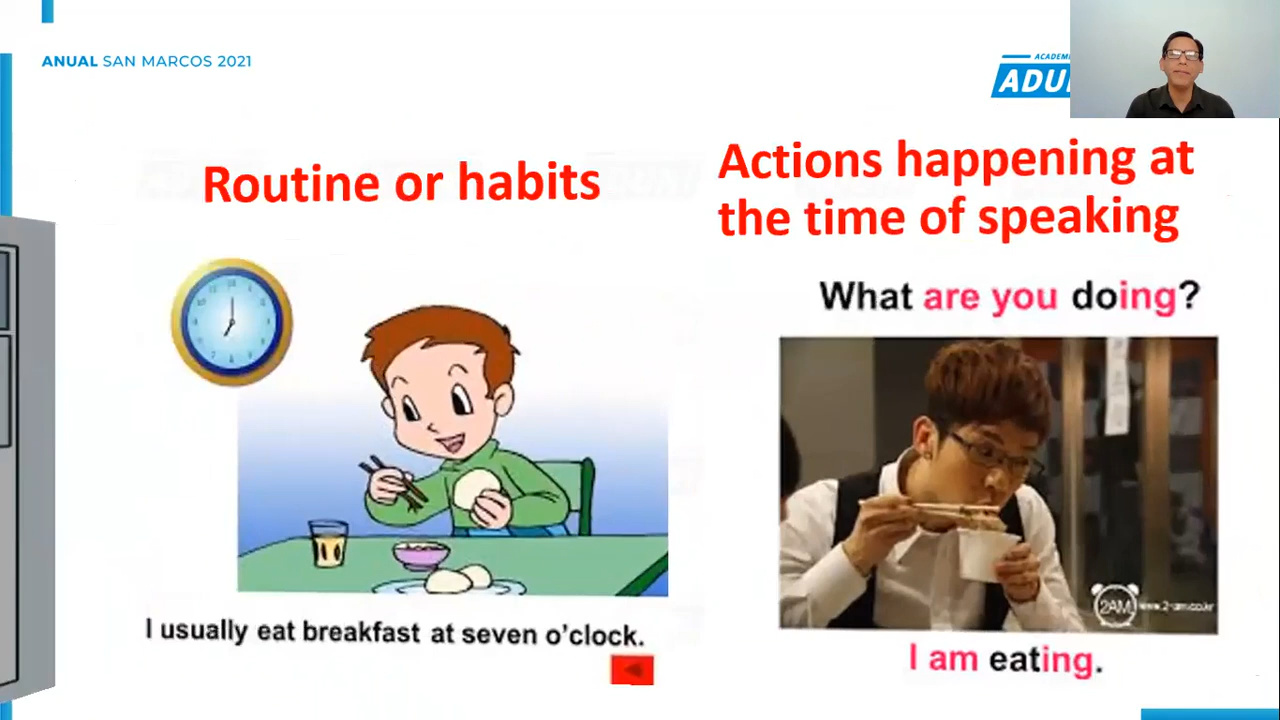 ANUAL SAN MARCOS 2021
Routine or habits
I usually eat breakfast at seven o'clock.
Actions happening at
the time of speaking
What are you doing?
2AM www.2-am.co.kr
I am eating.